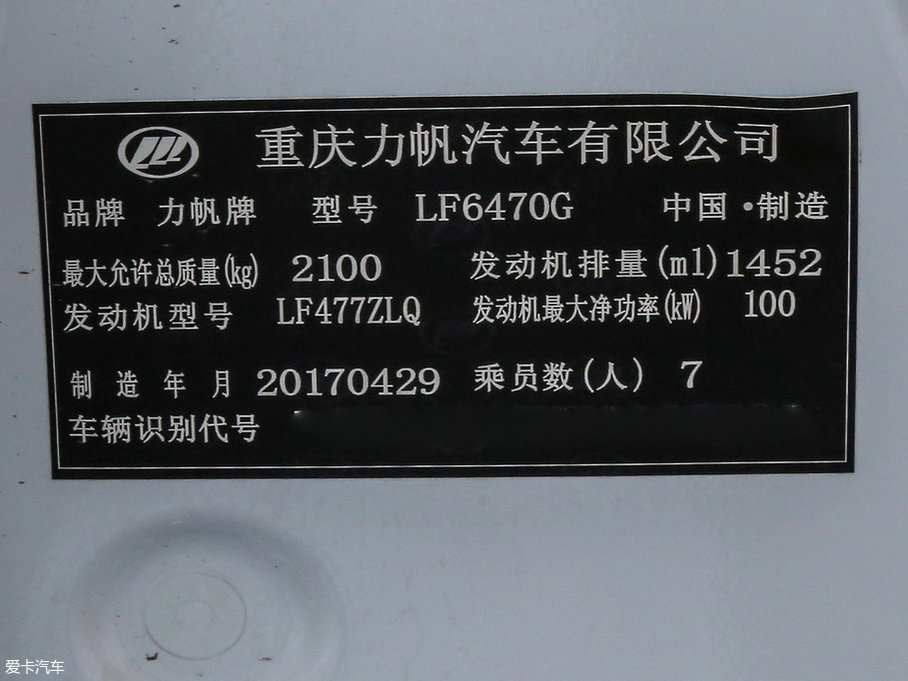 重庆力帆汽车有限公司
品牌 力帆牌 型号 LF6470G 中国·制造
最大允许总质量(kg) 2100 发动机排量(ml) 1452
发动机型号 LF477ZLQ 发动机最大净功率(kW) 100
制造年月 20170429 乘员数(人) 7
车辆识别代号
爱卡汽车